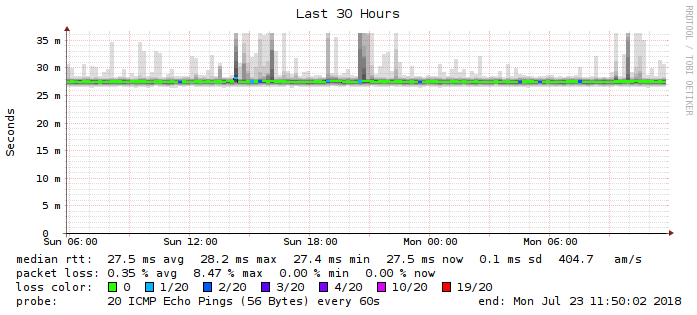 Last 30 Hours
RRDTOOL / TOBI OETIKER
Seconds
35 m
30 m
25 m
20 m
15 m
10 m
5 m
0
Sun 06:00 Sun 12:00 Sun 18:00 Mon 00:00 Mon 06:00
median rtt: 27.5 ms avg 28.2 ms max 27.4 ms min 27.5 ms now 0.1 ms sd 404.7 am/s
packet loss: 0.35 % avg 8.47 % max 0.00 % min 0.00 % now
loss color: 0 1/20 2/20 3/20 4/20 10/20 19/20
probe: 20 ICMP Echo Pings (56 Bytes) every 60s end: Mon Jul 23 11:50:02 2018